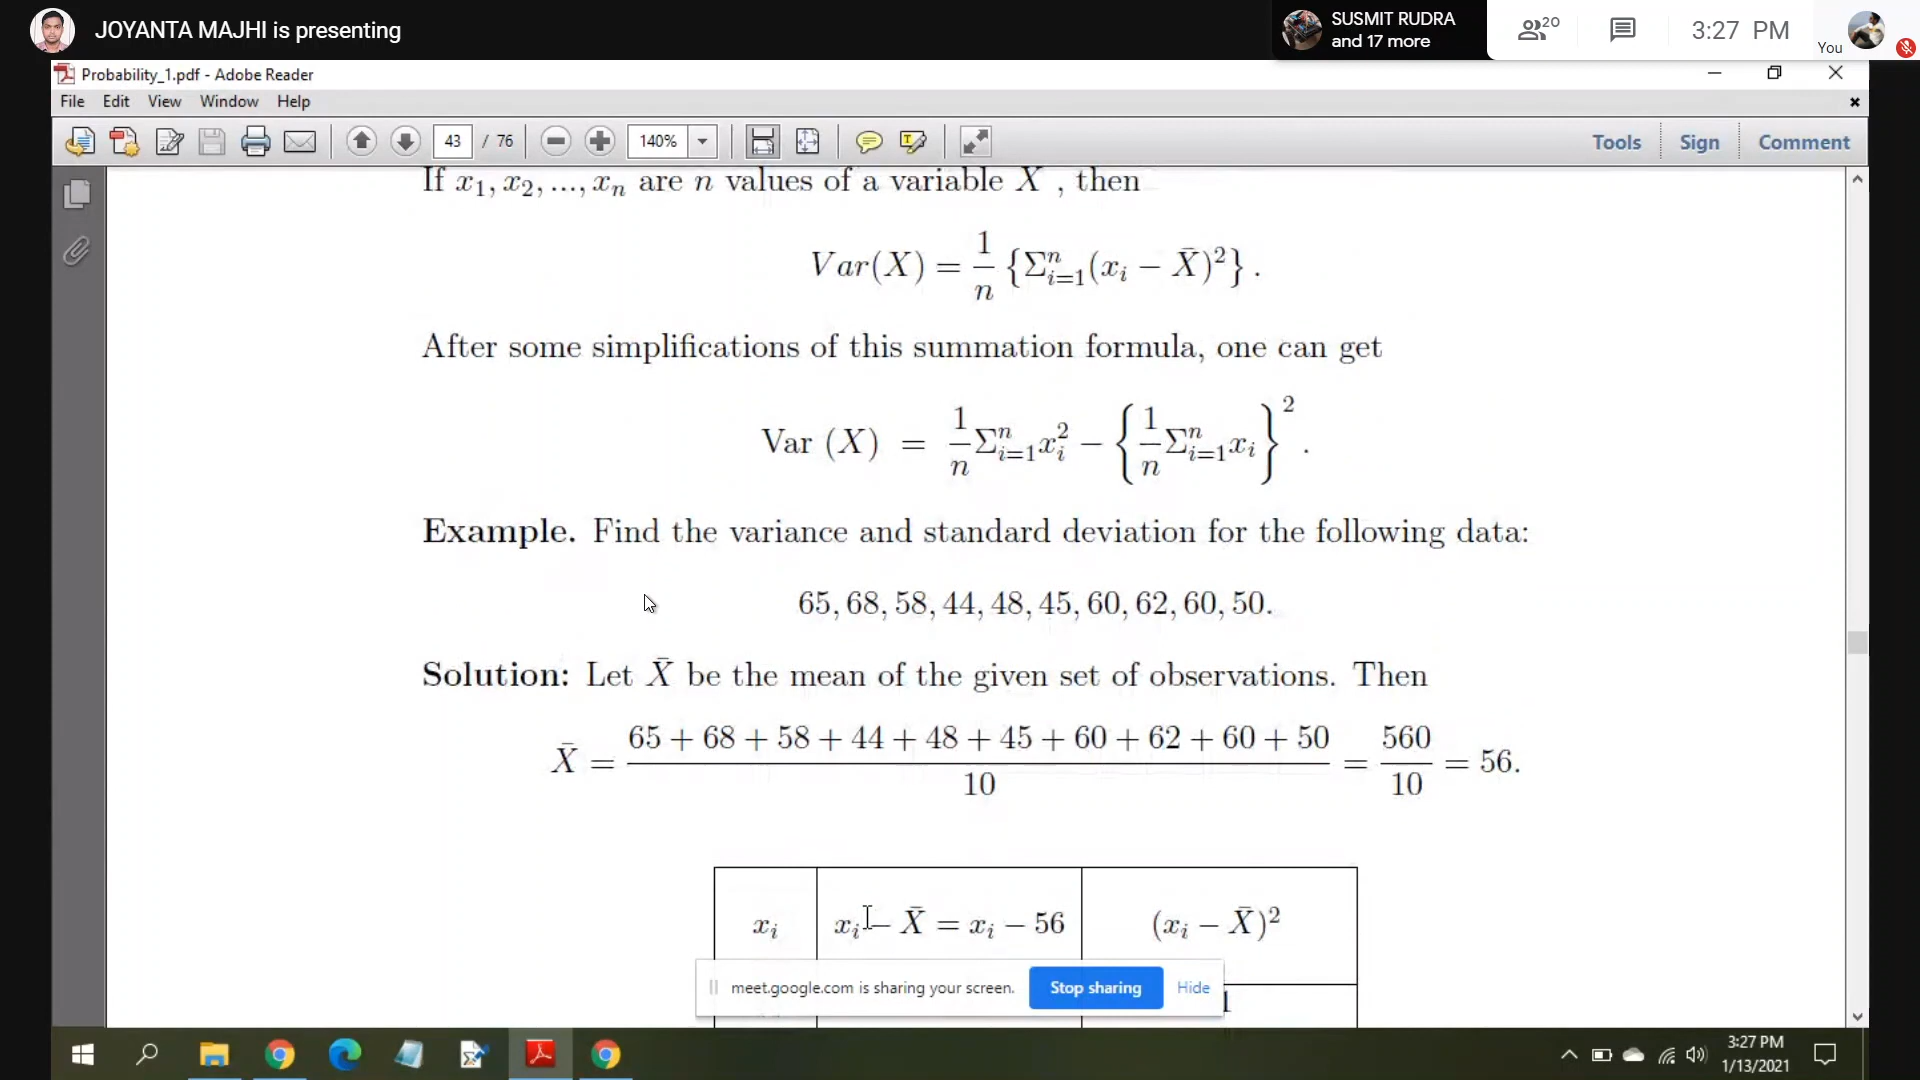 JOYANTA MAJHI is presenting
SUSMIT RUDRA
and 17 more
20
3:27 PM
You
Probability_1.pdf - Adobe Reader
File Edit View Window Help
43 / 76
140%
Tools Sign Comment
If x₁, x₂, ..., xₙ are n values of a variable X , then
Var(X) = 1/n {Σⁿᵢ₌₁(xᵢ − X̄)²} .
After some simplifications of this summation formula, one can get
Var (X) = 1/n Σⁿᵢ₌₁xᵢ² − {1/n Σⁿᵢ₌₁xᵢ}² .
Example. Find the variance and standard deviation for the following data:
65, 68, 58, 44, 48, 45, 60, 62, 60, 50.
Solution: Let X̄ be the mean of the given set of observations. Then
X̄ = (65 + 68 + 58 + 44 + 48 + 45 + 60 + 62 + 60 + 50)/10 = 560/10 = 56.
xᵢ xᵢ − X̄ = xᵢ − 56 (xᵢ − X̄)²
meet.google.com is sharing your screen. Stop sharing Hide
3:27 PM
1/13/2021